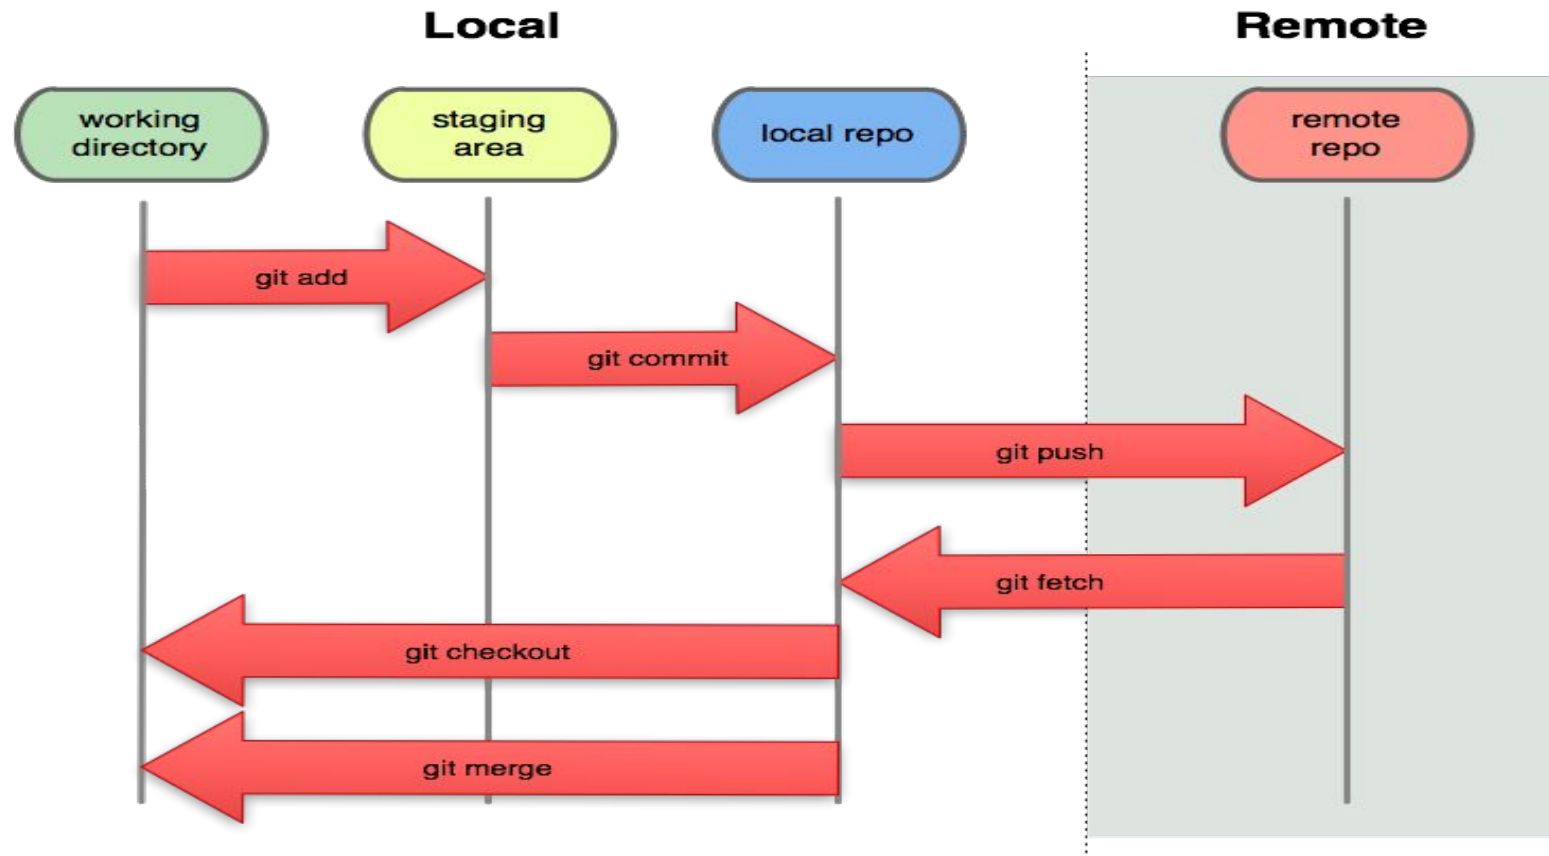 Local
Remote
working
directory
staging
area
local repo
remote
repo
git add
git commit
git push
git fetch
git checkout
git merge